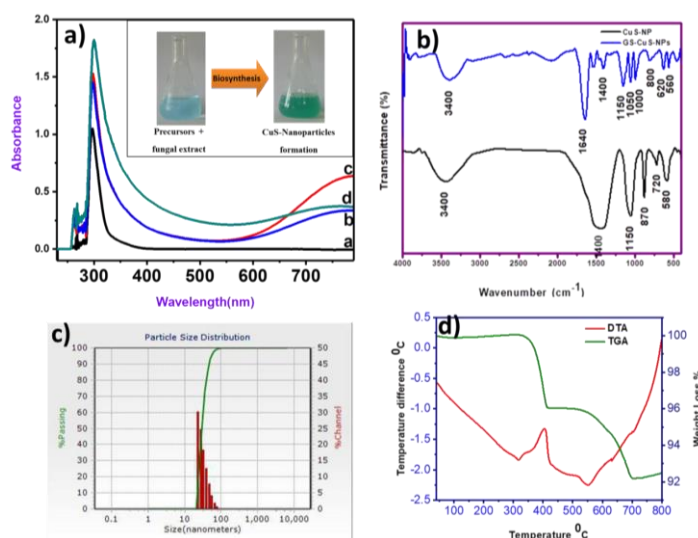 a)
Absorbance
2.0
1.5
1.0
0.5
0.0
300 400 500 600 700
Wavelength(nm)
Biosynthesis
Precursors +
fungal extract
CuS-Nanoparticles
formation
c
d
b
a
b)
CuS-NP
GS-CuS-NPs
Transmittance (%)
3400
1640
1400
1150
1050
1000
800
620
560
3400
1400
1150
870
720
580
4000 3500 3000 2500 2000 1500 1000 500
Wavenumber (cm-1)
c)
Particle Size Distribution
%Passing
100
90
80
70
60
50
40
30
20
10
0
50
45
40
35
30
25
20
15
10
5
0
%Channel
0.1 1 10 100 1,000 10,000
Size(nanometers)
d)
DTA
TGA
Temperature difference 0C
0.5
0.0
-0.5
-1.0
-1.5
-2.0
-2.5
100
98
96
94
92
Weight Loss %
100 200 300 400 500 600 700 800
Temperature 0C